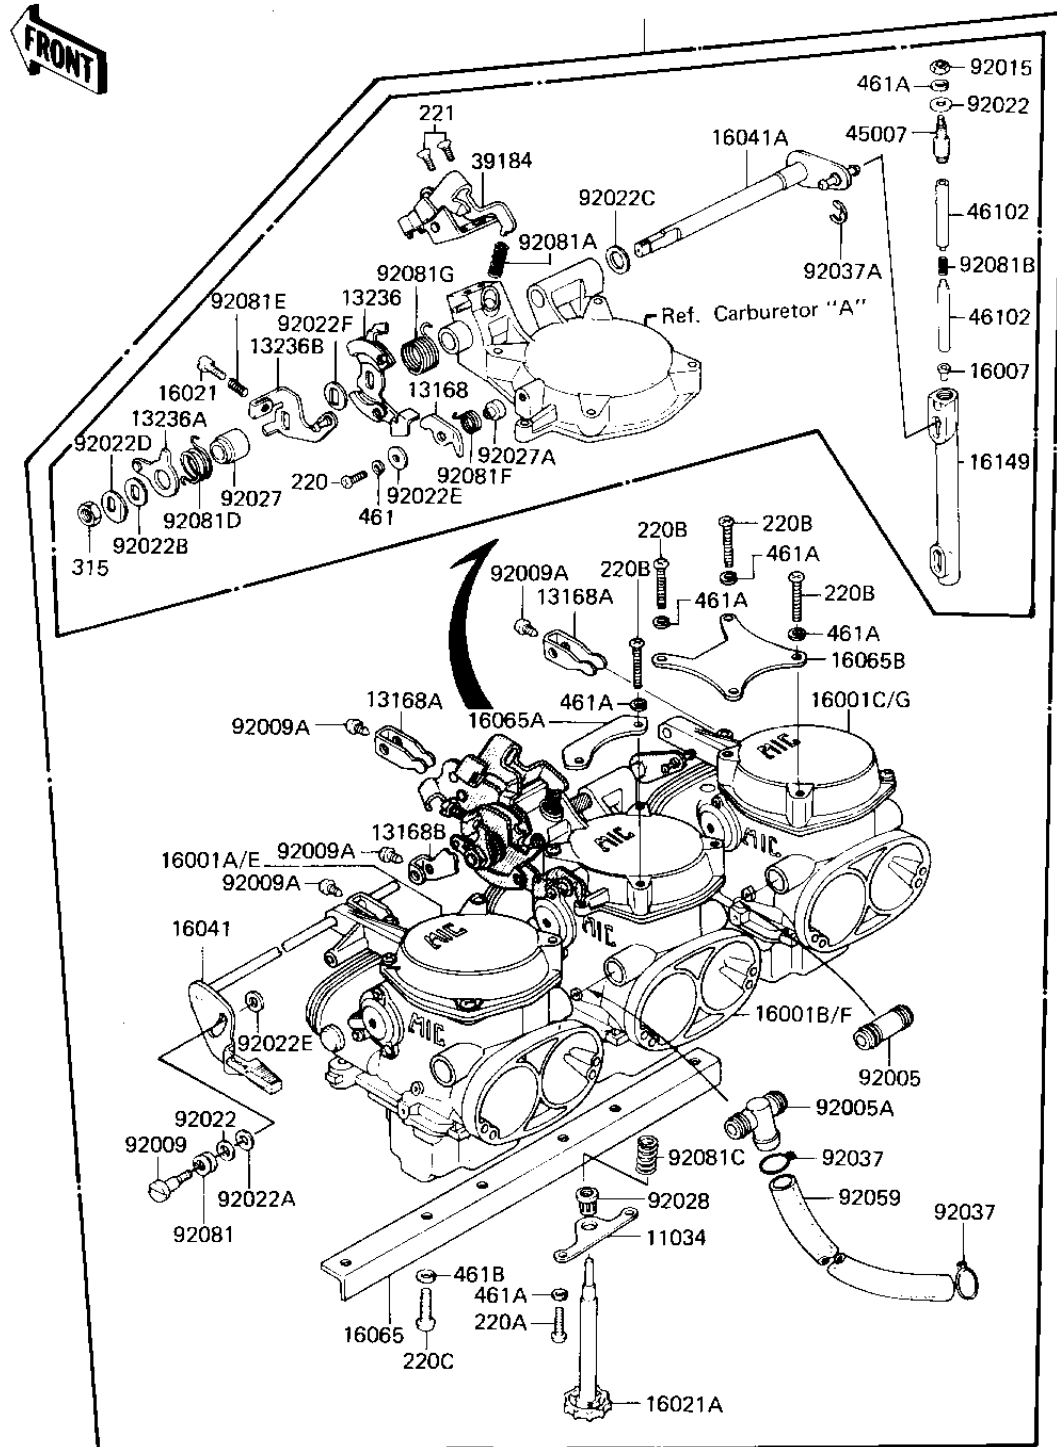 FRONT
92015
461A
92022
221
45007
16041A
39184
92022C
46102
92081A
92081G
92081B
92037A
92081E
13236
92022F
Ref. Carburetor "A"
46102
13236B
16021
13168
16007
13236A
92022D
92027A
92081F
16149
220
92027
92022E
461
92081D
92022B
315
220B
220B
461A
92009A
220B
13168A
461A
220B
461A
16065B
13168A
461A
16001C/G
92009A
16065A
MIC
13168B
MIC
MIC
92009A
16001A/E
92009A
16041
MIC
MIC
MIC
16001B/F
92022E
92005
92005A
92022
92009
92081C
92037
92022A
92028
92059
92037
92081
11034
461B
461A
16065
220A
220C
16021A